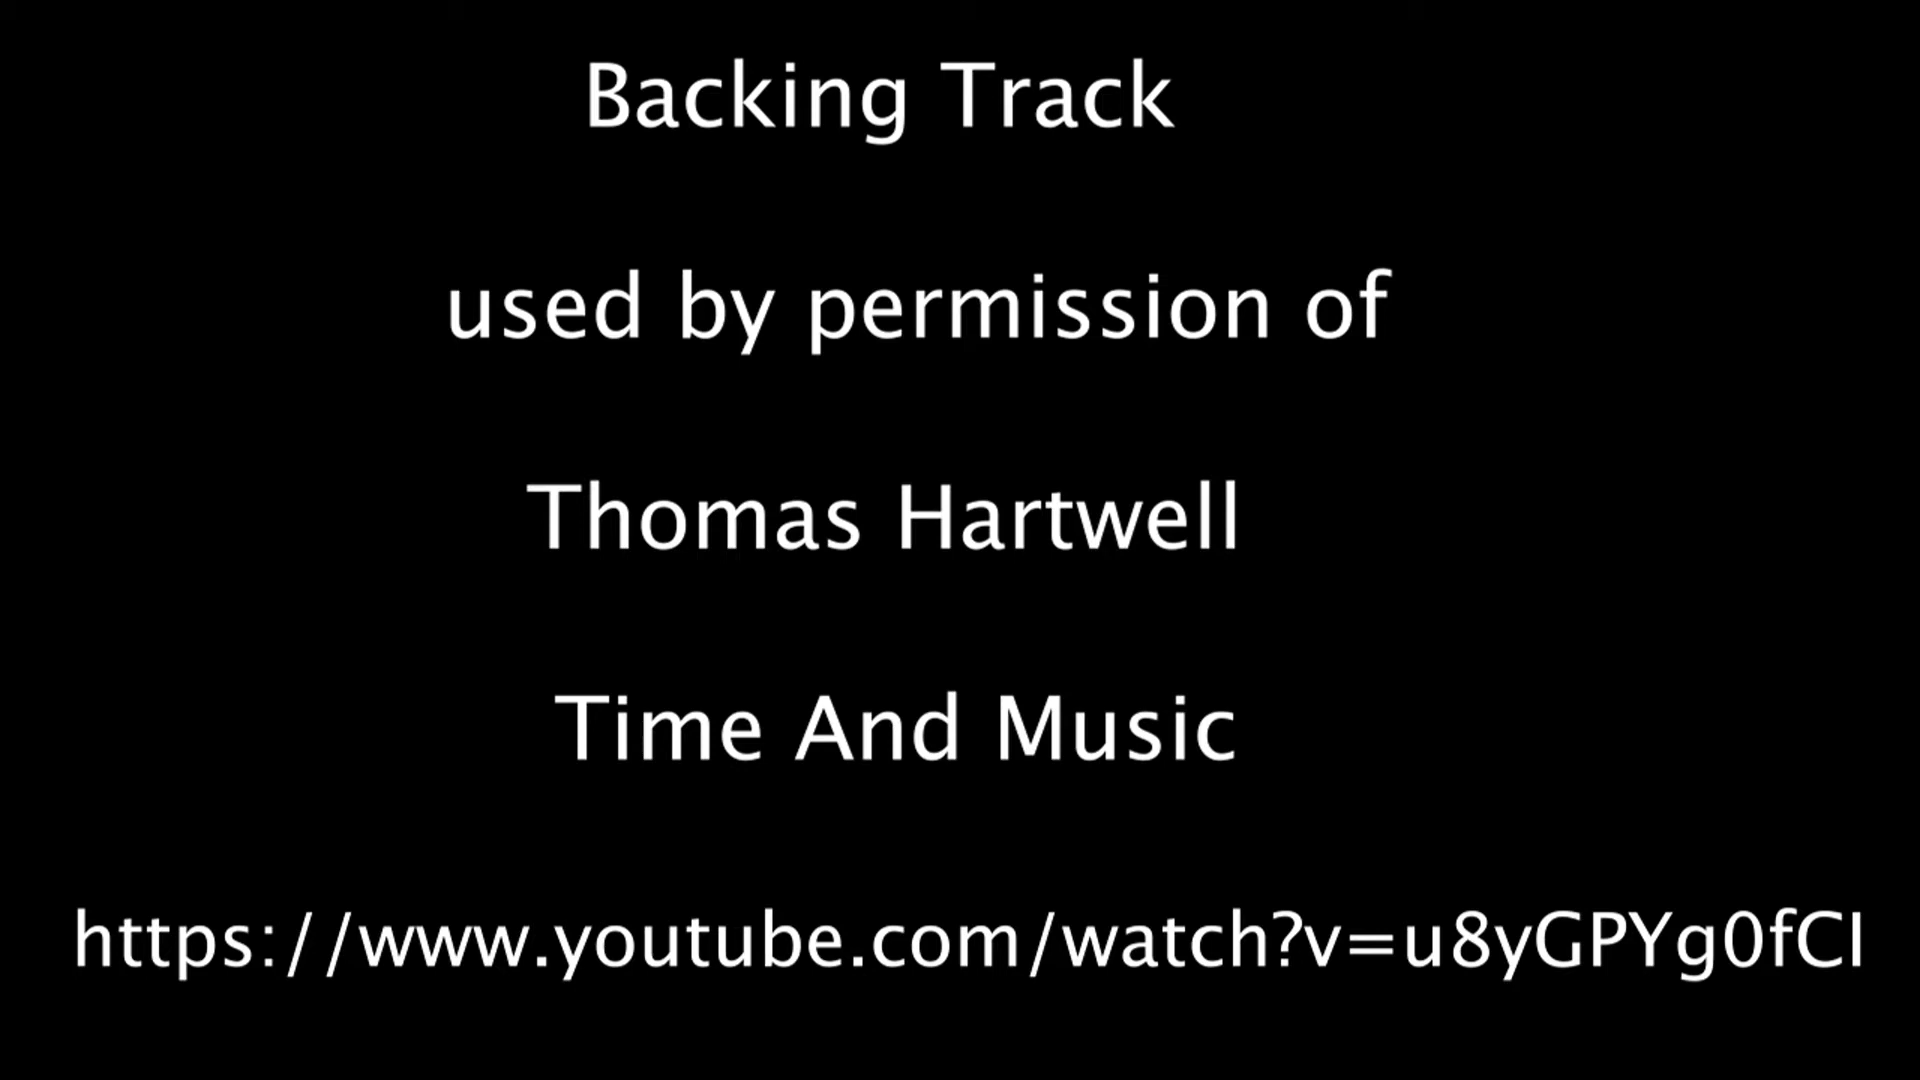 Backing Track
used by permission of
Thomas Hartwell
Time And Music
https://www.youtube.com/watch?v=u8yGPYg0fCI